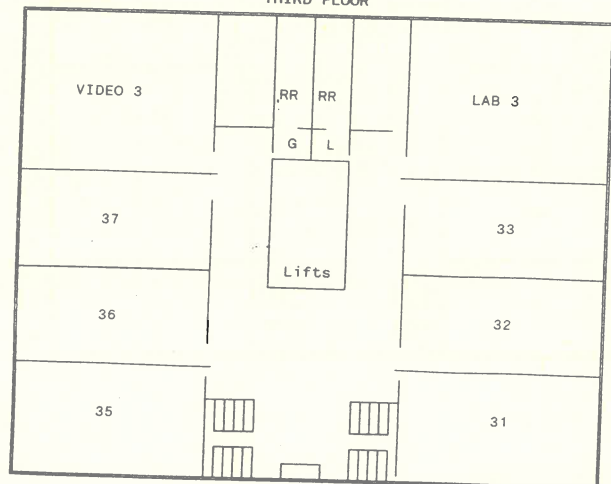 THIRD FLOOR
VIDEO 3
RR RR
LAB 3
G L
37
33
Lifts
36
32
35
31